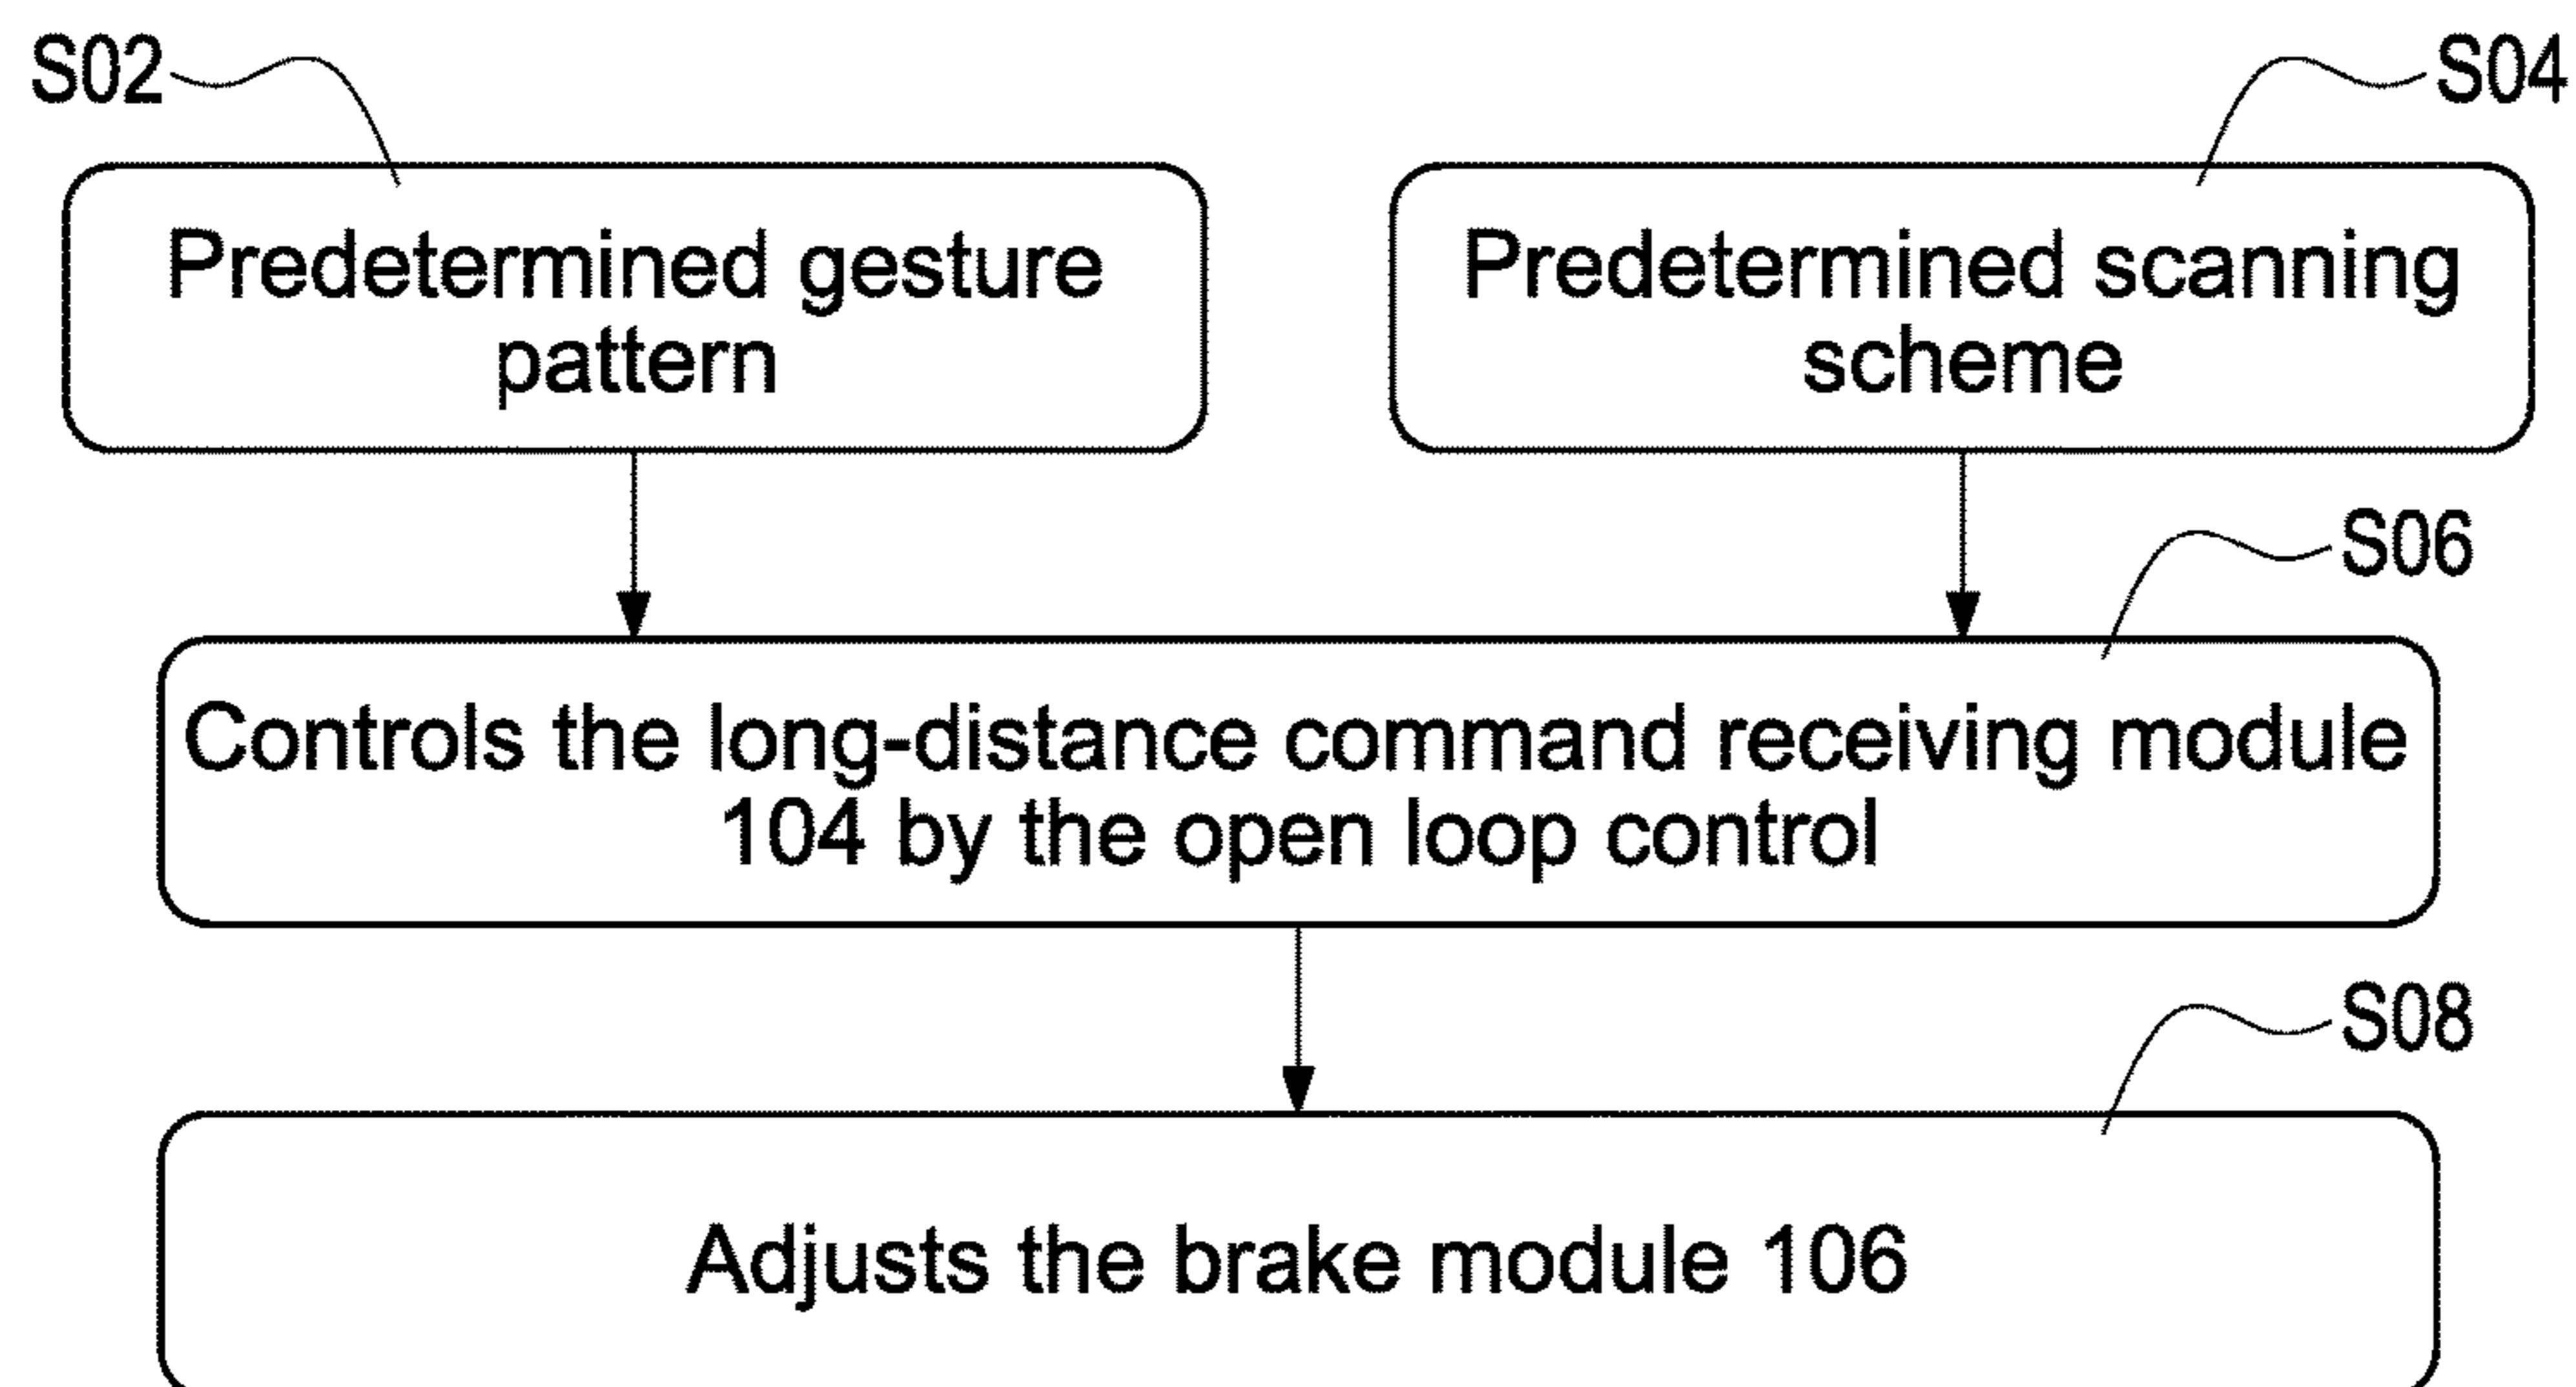 S02
S04
Predetermined gesture
pattern
Predetermined scanning
scheme
S06
Controls the long-distance command receiving module
104 by the open loop control
S08
Adjusts the brake module 106